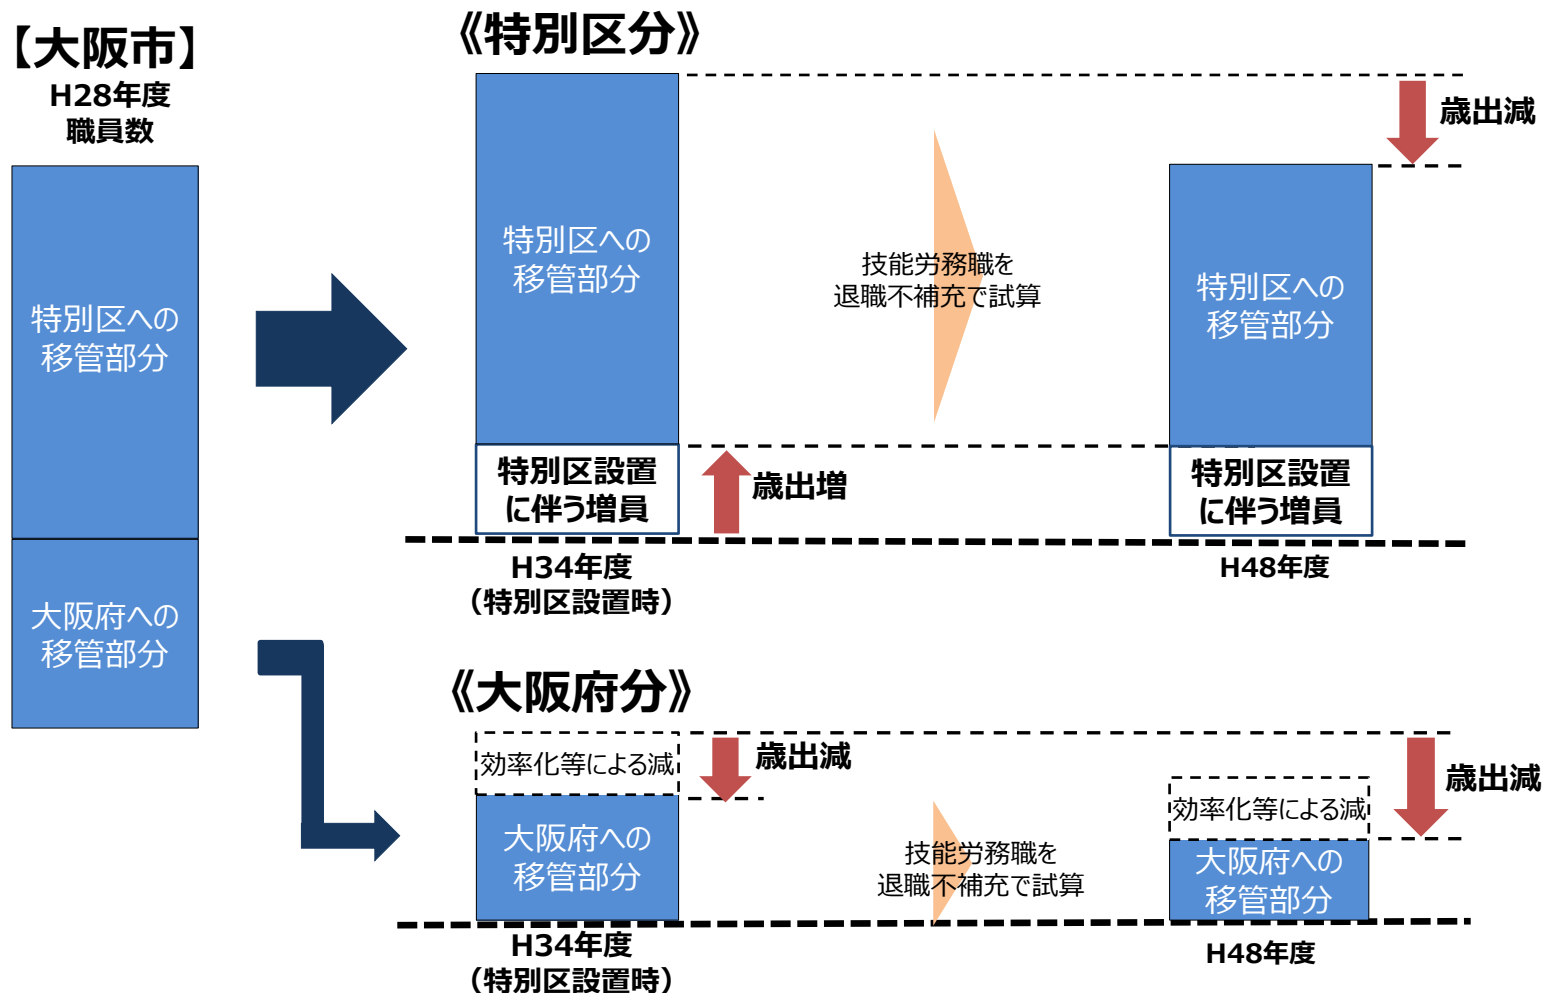 【大阪市】
H28年度
職員数
特別区への
移管部分
大阪府への
移管部分
《特別区分》
特別区への
移管部分
特別区設置
に伴う増員
歳出増
H34年度
（特別区設置時）
技能労務職を
退職不補充で試算
歳出減
特別区への
移管部分
特別区設置
に伴う増員
H48年度
《大阪府分》
効率化等による減
歳出減
大阪府への
移管部分
H34年度
（特別区設置時）
技能労務職を
退職不補充で試算
歳出減
効率化等による減
大阪府への
移管部分
H48年度